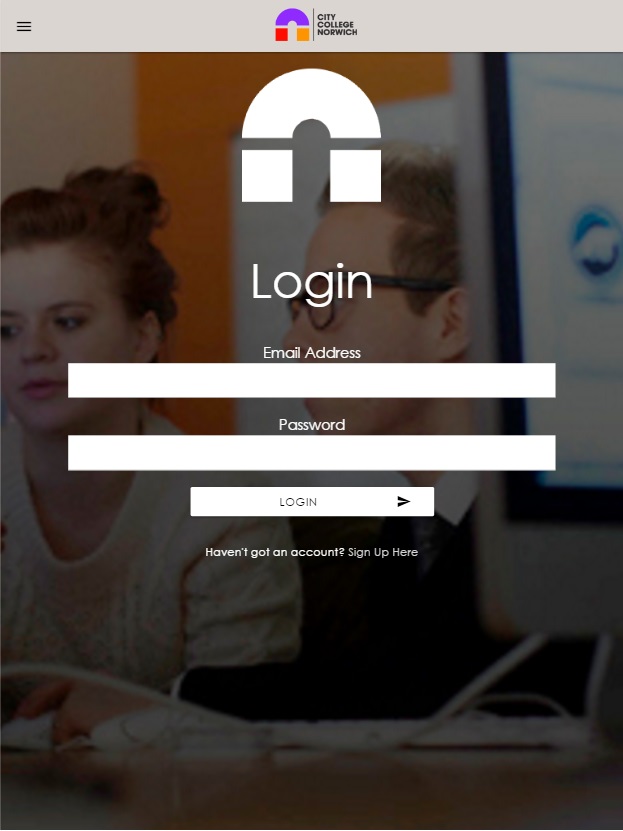 CITY
COLLEGE
NORWICH
Login
Email Address
Password
LOGIN
Haven't got an account? Sign Up Here